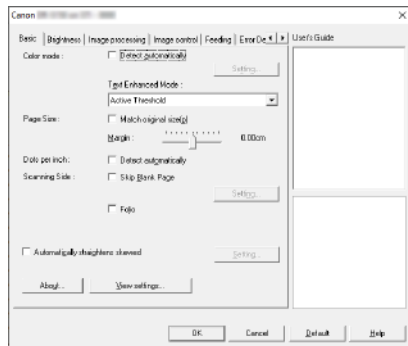 Canon
Basic Brightness Image processing Image control Feeding Error De User's Guide
Color mode : Detect automatically
Setting...
Text Enhanced Mode :
Active Threshold
Page Size : Match original size(s)
Margin : 0.00cm
Dots per inch : Detect automatically
Scanning Side : Skip Blank Page
Setting...
Folio
Automatically straightens skewed
Setting...
About... View settings...
OK Cancel Default Help